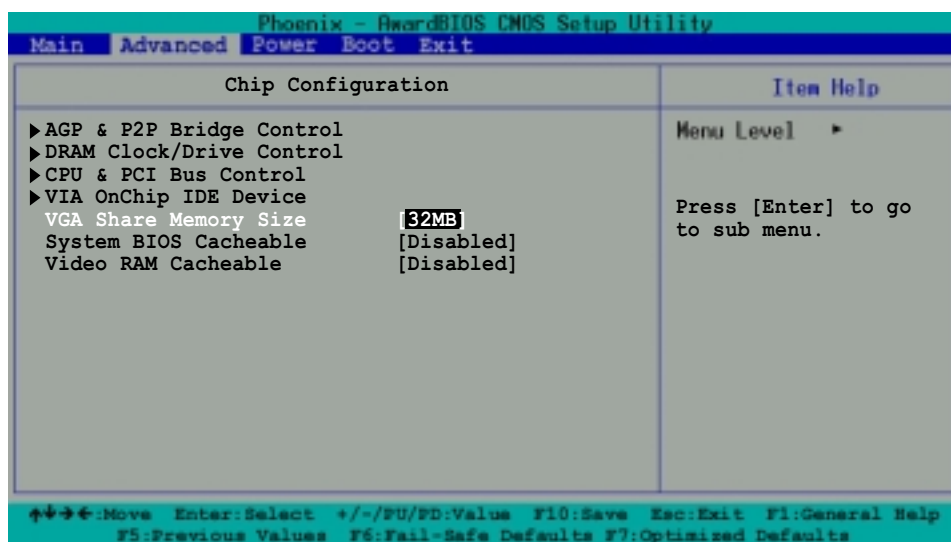 Phoenix - AwardBIOS CMOS Setup Utility
Main Advanced Power Boot Exit
Chip Configuration
Item Help
AGP & P2P Bridge Control
DRAM Clock/Drive Control
CPU & PCI Bus Control
VIA OnChip IDE Device
VGA Share Memory Size [32MB]
System BIOS Cacheable [Disabled]
Video RAM Cacheable [Disabled]
Menu Level
Press [Enter] to go
to sub menu.
↑↓→←:Move Enter:Select +/-/PU/PD:Value F10:Save Esc:Exit F1:General Help
F5:Previous Values F6:Fail-Safe Defaults F7:Optimized Defaults